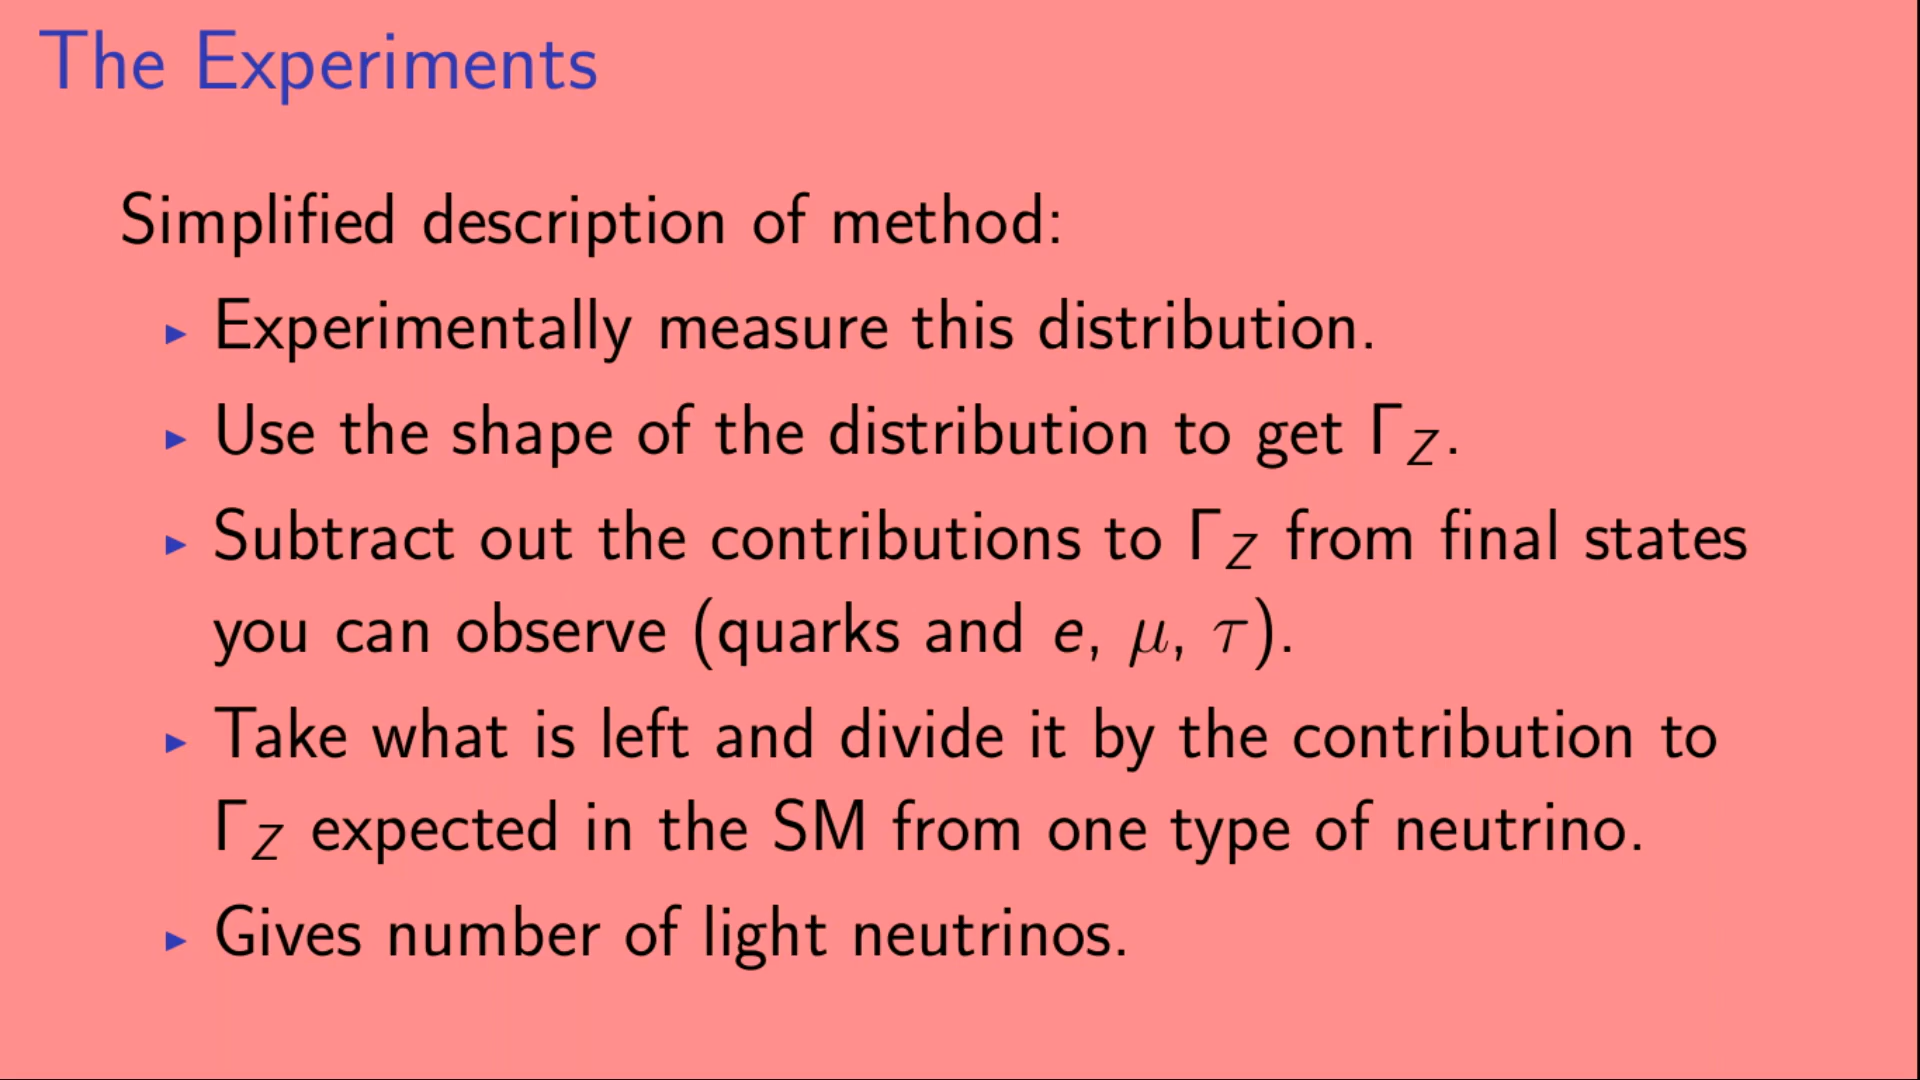 The Experiments
Simplified description of method:
▸ Experimentally measure this distribution.
▸ Use the shape of the distribution to get Γ_Z.
▸ Subtract out the contributions to Γ_Z from final states
you can observe (quarks and e, μ, τ).
▸ Take what is left and divide it by the contribution to
Γ_Z expected in the SM from one type of neutrino.
▸ Gives number of light neutrinos.